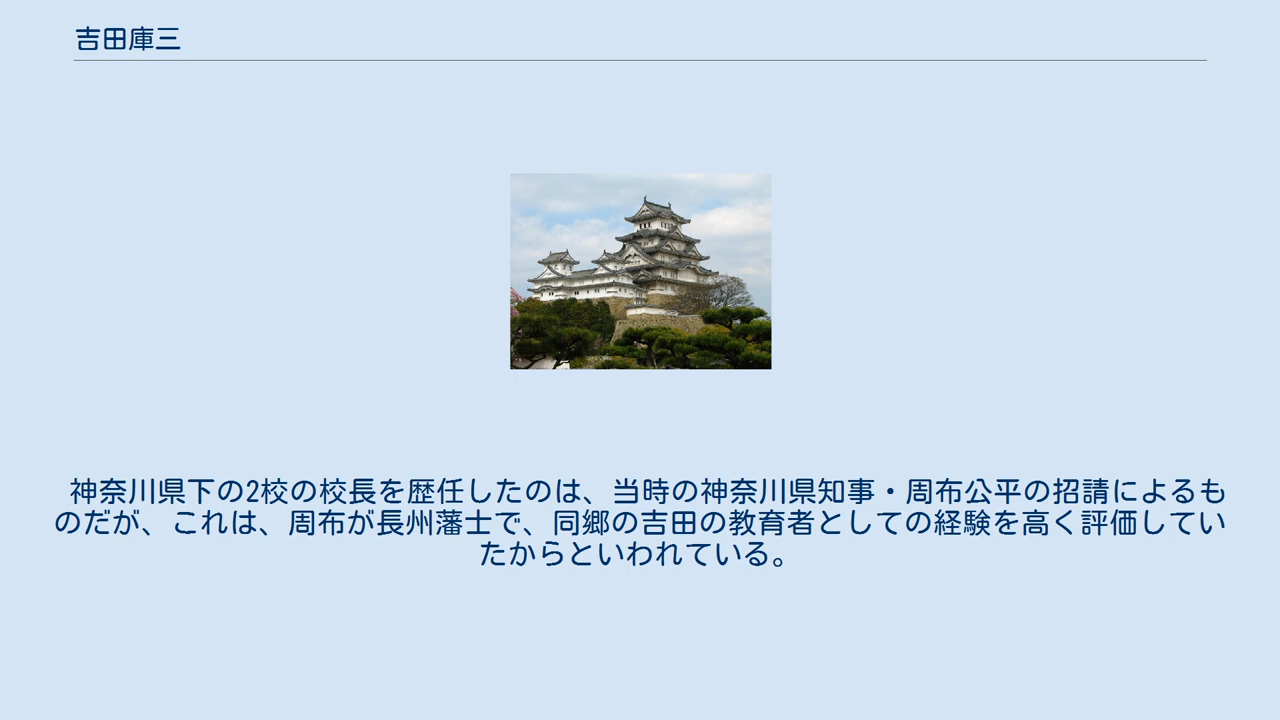 吉田庫三
神奈川県下の2校の校長を歴任したのは、当時の神奈川県知事・周布公平の招請によるも
のだが、これは、周布が長州藩士で、同郷の吉田の教育者としての経験を高く評価してい
たからといわれている。